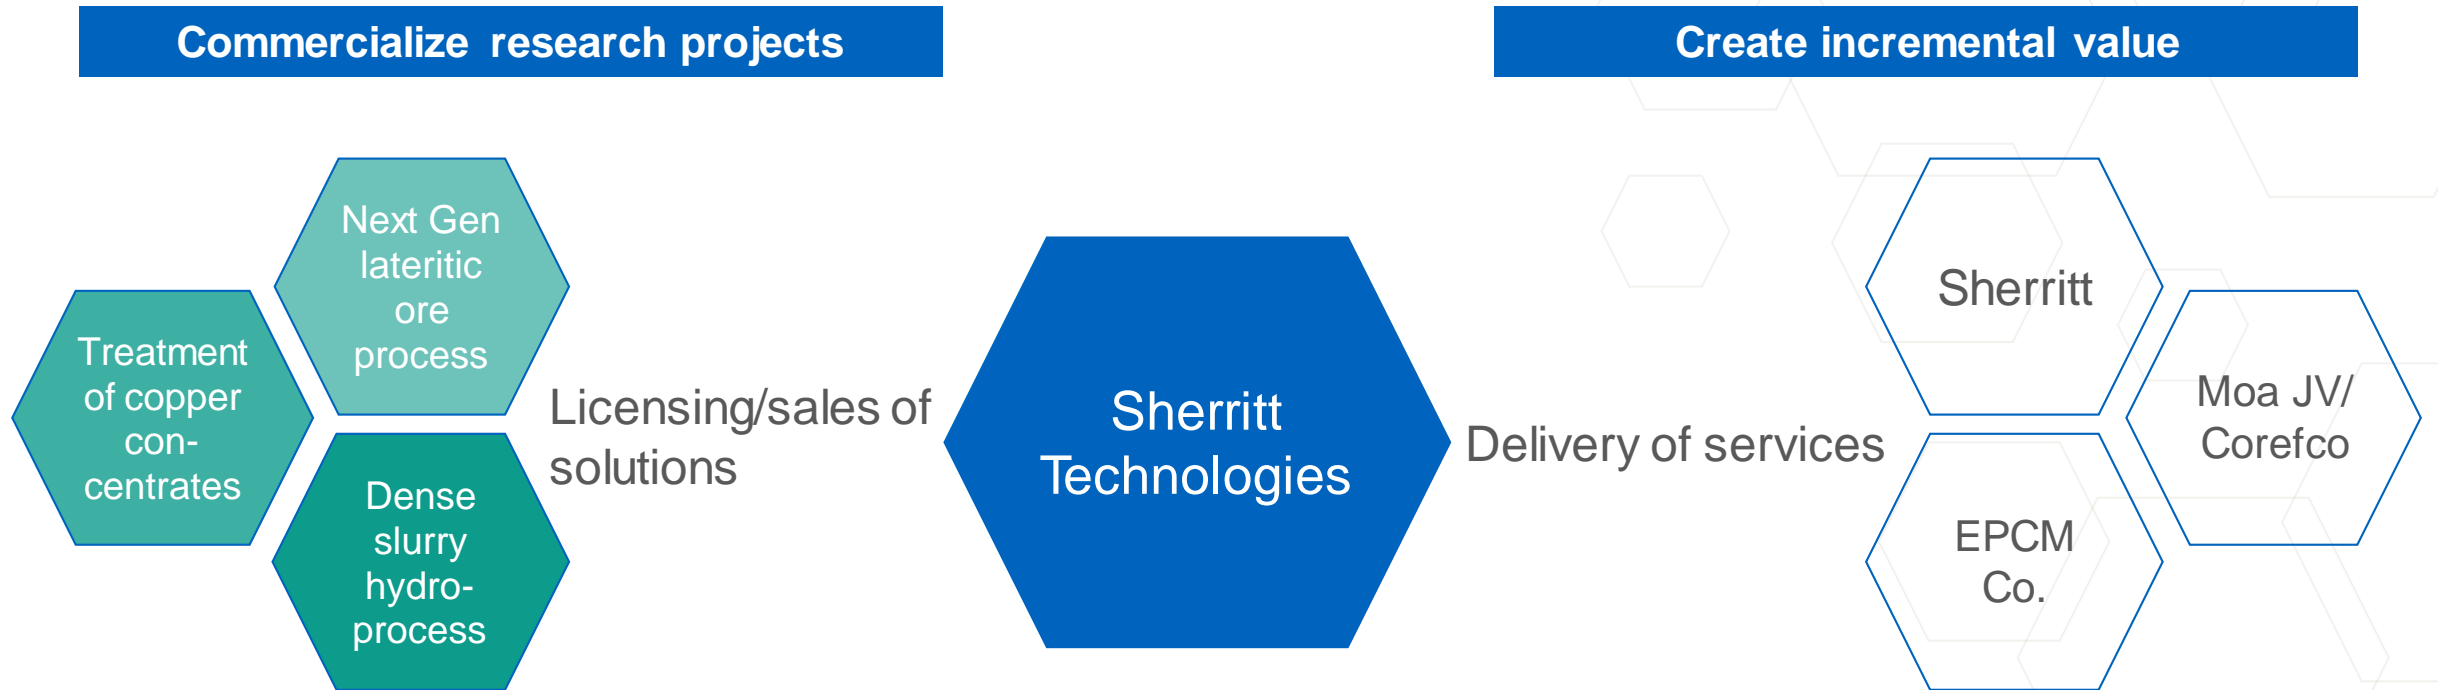 Commercialize research projects
Create incremental value
Next Gen
lateritic
ore
process
Treatment
of copper
con-
centrates
Dense
slurry
hydro-
process
Licensing/sales of
solutions
Sherritt
Technologies
Delivery of services
Sherritt
Moa JV/
Corefco
EPCM
Co.